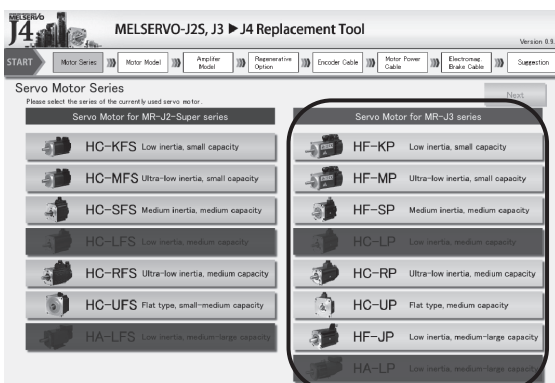 MELSERVO
J4
MELSERVO-J2S, J3 ▶ J4 Replacement Tool
Version 0.9.
START
Motor Series
Motor Model
Amplifier Model
Regenerative Option
Encoder Cable
Motor Power Cable
Electromag. Brake Cable
Suggestion
Servo Motor Series
Please select the series of the currently used servo motor.
Next
Servo Motor for MR-J2-Super series
HC-KFS Low inertia, small capacity
HC-MFS Ultra-low inertia, small capacity
HC-SFS Medium inertia, medium capacity
HC-LFS Low inertia, medium capacity
HC-RFS Ultra-low inertia, medium capacity
HC-UFS Flat type, small-medium capacity
HA-LFS Low inertia, medium-large capacity
Servo Motor for MR-J3 series
HF-KP Low inertia, small capacity
HF-MP Ultra-low inertia, small capacity
HF-SP Medium inertia, medium capacity
HC-LP Low inertia, medium capacity
HC-RP Ultra-low inertia, medium capacity
HC-UP Flat type, medium capacity
HF-JP Low inertia, medium-large capacity
HA-LP Low inertia, medium-large capacity